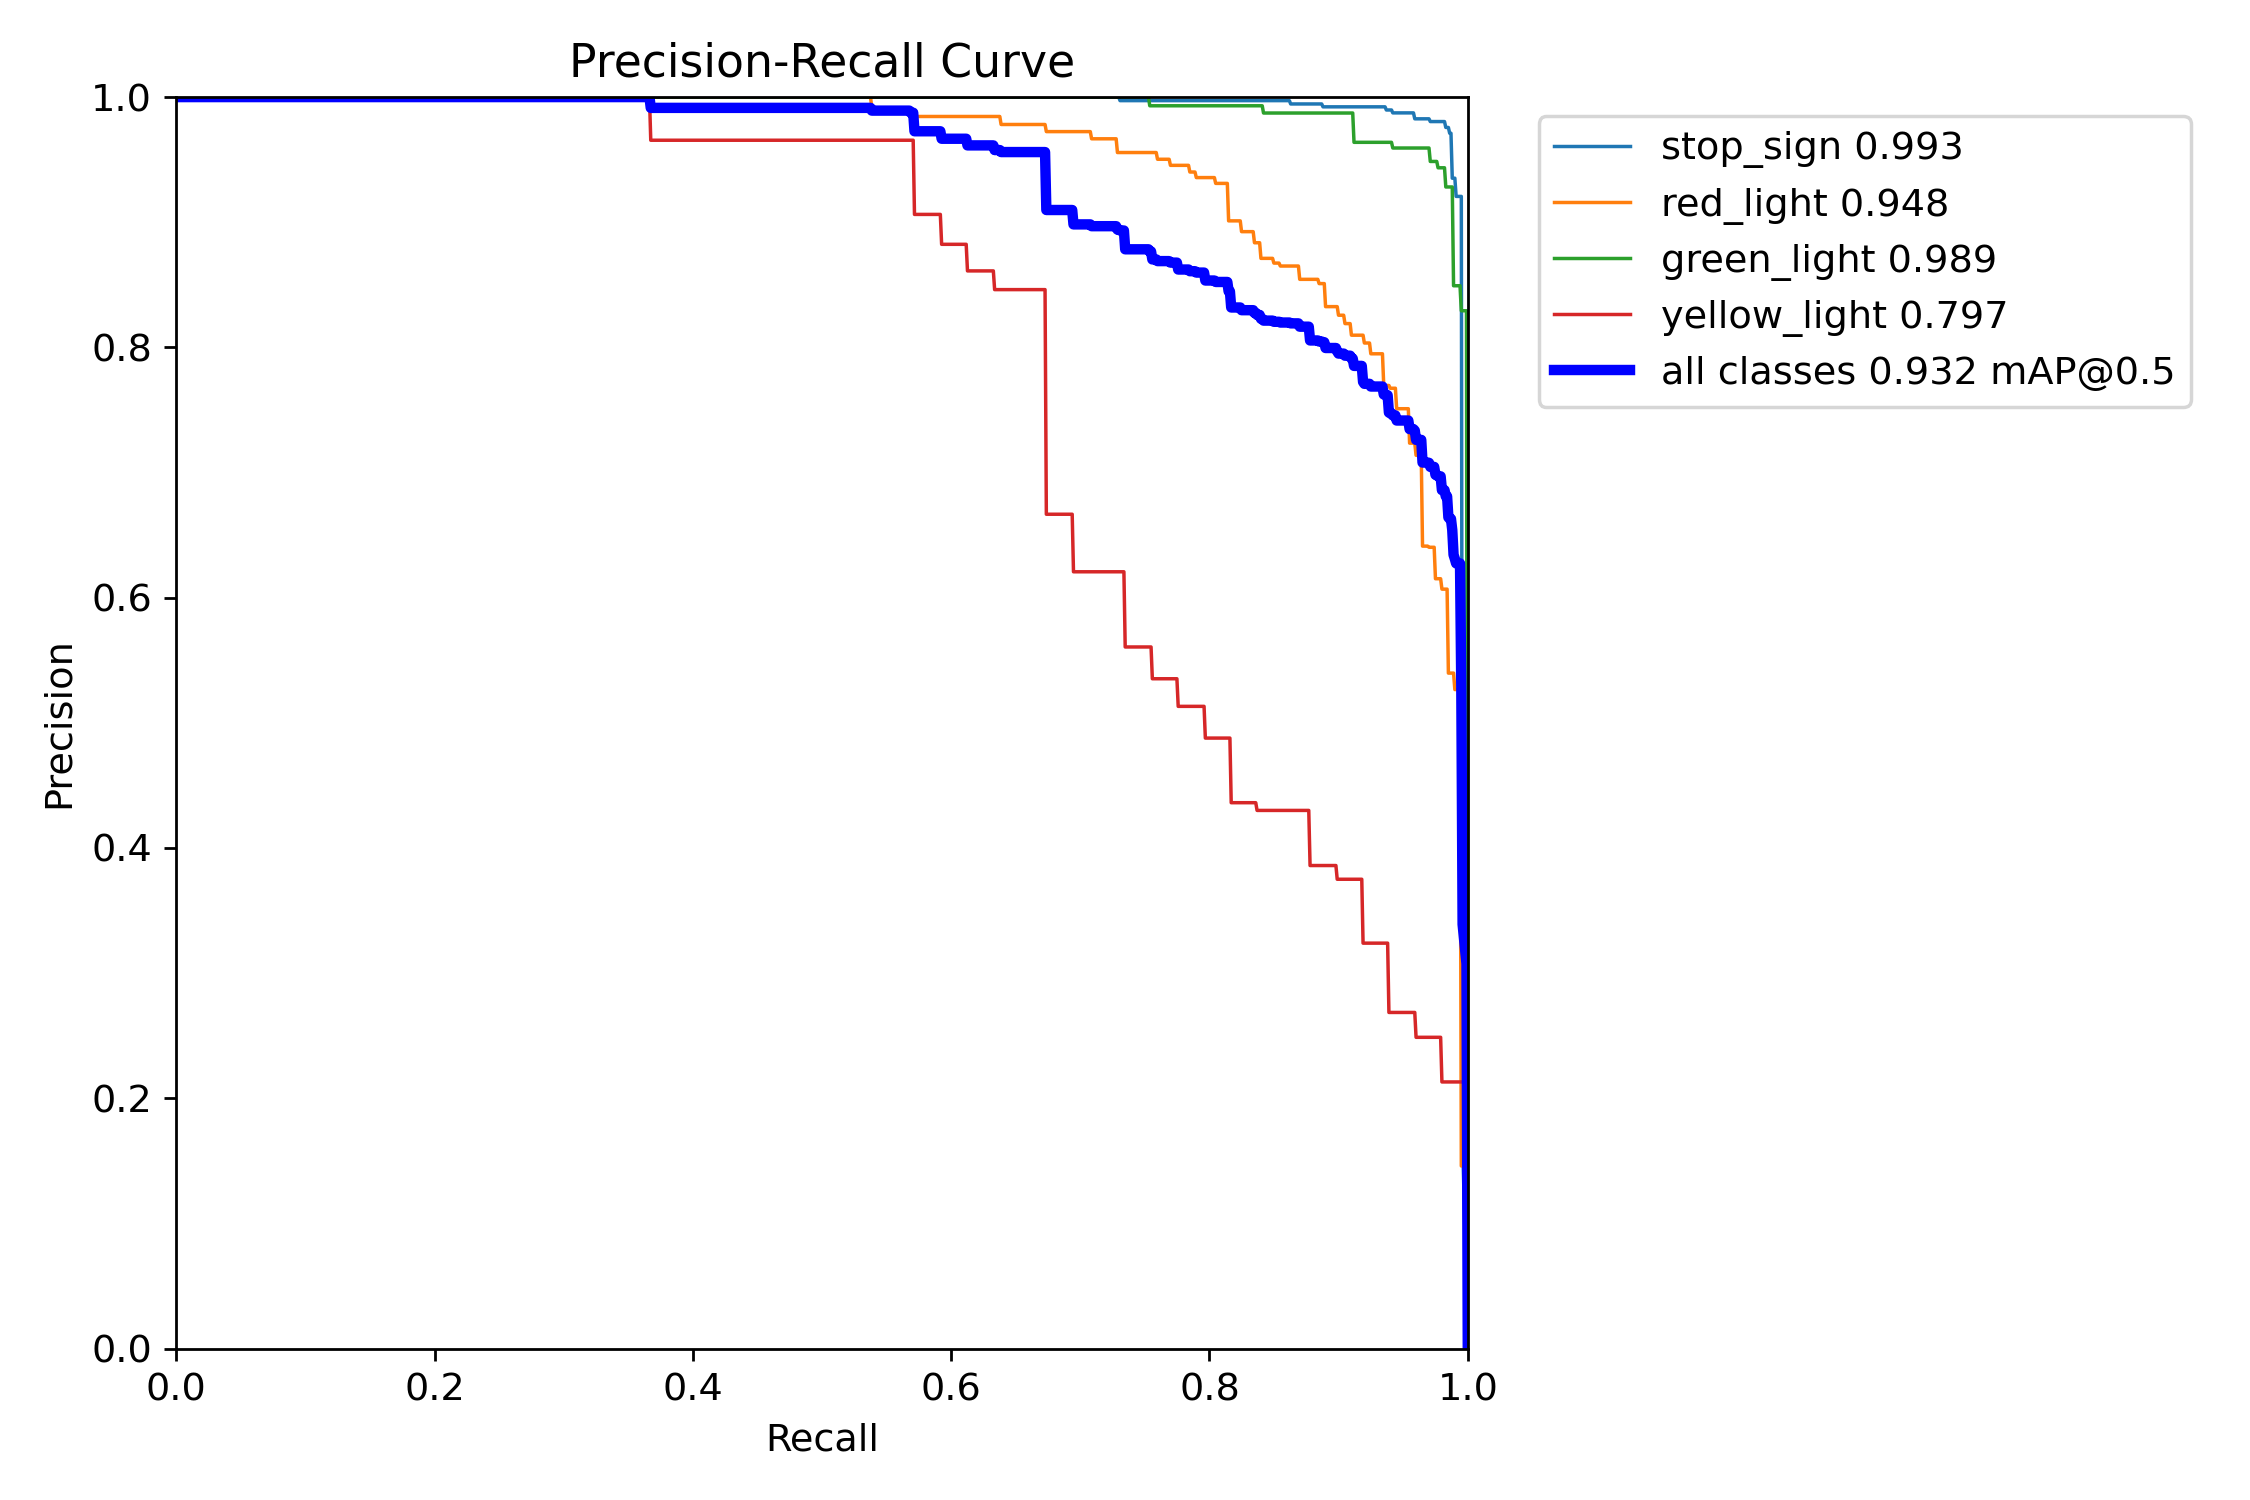 Precision-Recall Curve
1.0
0.8
0.6
0.4
0.2
0.0
Precision
0.0 0.2 0.4 0.6 0.8 1.0
Recall
stop_sign 0.993
red_light 0.948
green_light 0.989
yellow_light 0.797
all classes 0.932 mAP@0.5